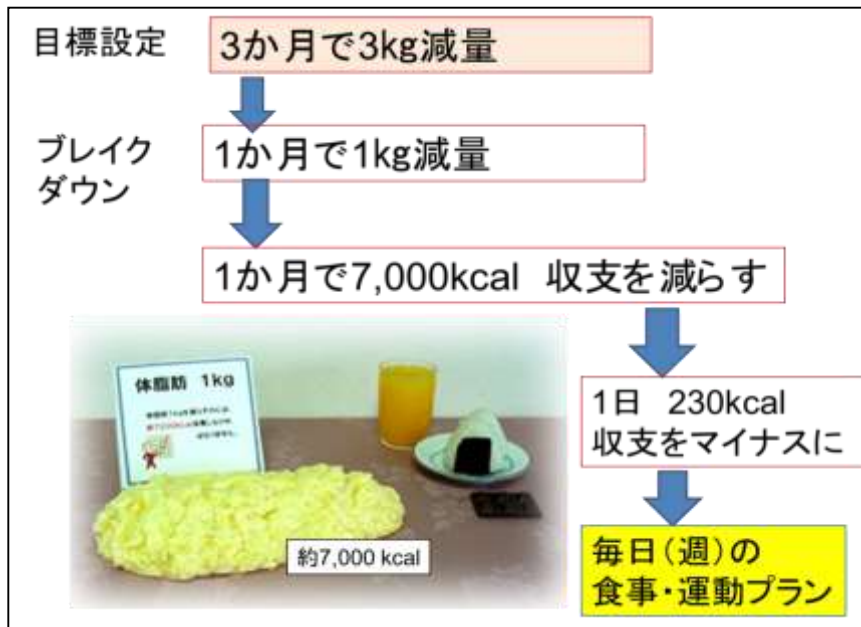 目標設定
3か月で3kg減量
ブレイク
ダウン
1か月で1kg減量
1か月で7,000kcal 収支を減らす
1日 230kcal
収支をマイナスに
毎日(週)の
食事・運動プラン
体脂肪 1kg
約7,000 kcal